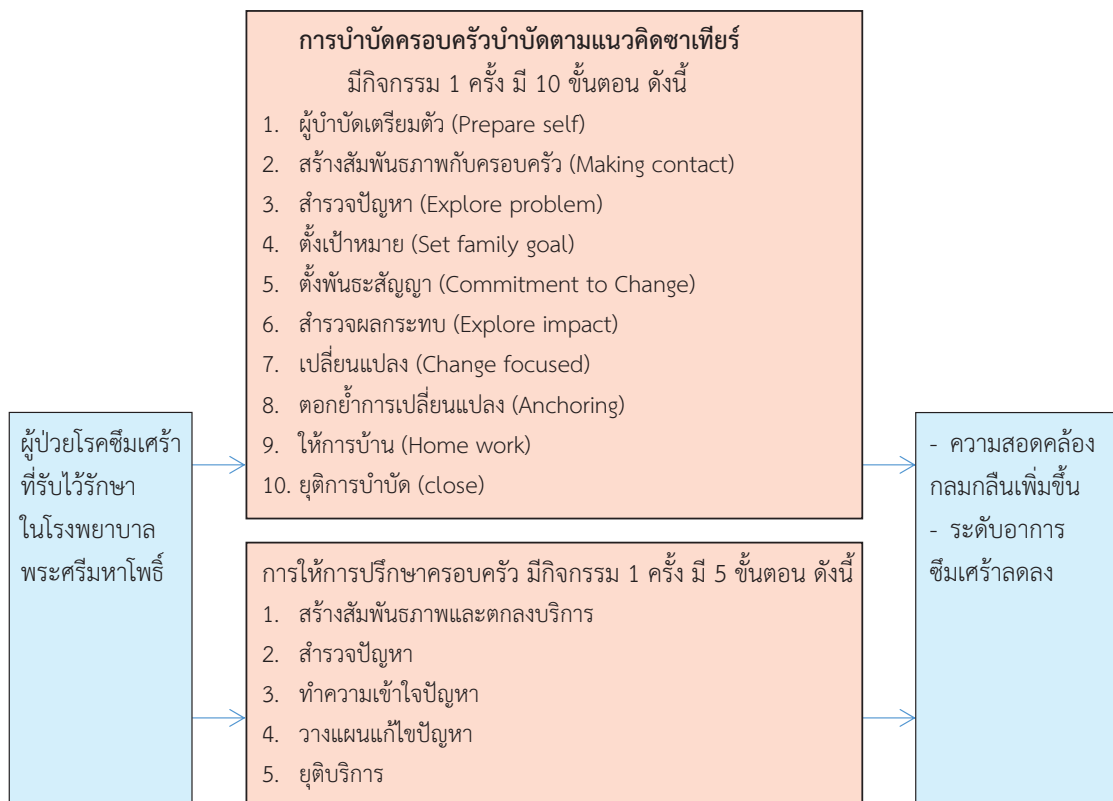 การบำบัดครอบครัวบำบัดตามแนวคิดซาเทียร์
มีกิจกรรม 1 ครั้ง มี 10 ขั้นตอน ดังนี้
1. ผู้บำบัดเตรียมตัว (Prepare self)
2. สร้างสัมพันธภาพกับครอบครัว (Making contact)
3. สำรวจปัญหา (Explore problem)
4. ตั้งเป้าหมาย (Set family goal)
5. ตั้งพันธะสัญญา (Commitment to Change)
6. สำรวจผลกระทบ (Explore impact)
7. เปลี่ยนแปลง (Change focused)
8. ตอกย้ำการเปลี่ยนแปลง (Anchoring)
9. ให้การบ้าน (Home work)
10. ยุติการบำบัด (close)
ผู้ป่วยโรคซึมเศร้า
ที่รับไว้รักษา
ในโรงพยาบาล
พระศรีมหาโพธิ์
- ความสอดคล้อง
กลมกลืนเพิ่มขึ้น
- ระดับอาการ
ซึมเศร้าลดลง
การให้การปรึกษาครอบครัว มีกิจกรรม 1 ครั้ง มี 5 ขั้นตอน ดังนี้
1. สร้างสัมพันธภาพและตกลงบริการ
2. สำรวจปัญหา
3. ทำความเข้าใจปัญหา
4. วางแผนแก้ไขปัญหา
5. ยุติบริการ